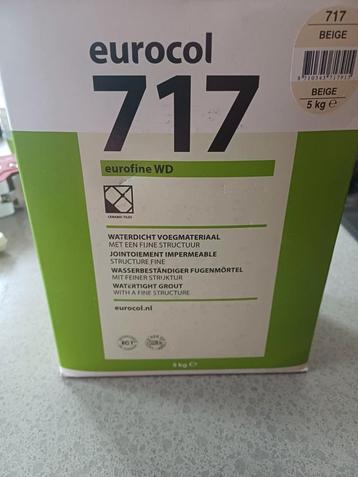 717
BEIGE
BEIGE
5 kg e
eurocol
717
eurofine WD
CERAMIC TILES
WATERDICHT VOEGMATERIAAL
MET EEN FIJNE STRUCTUUR
JOINTOIEMENT IMPERMEABLE
STRUCTURE FINE
WASSERBESTÄNDIGER FUGENMÖRTEL
MIT FEINER STRUKTUR
WATERTIGHT GROUT
WITH A FINE STRUCTURE
eurocol.nl
5 kg e